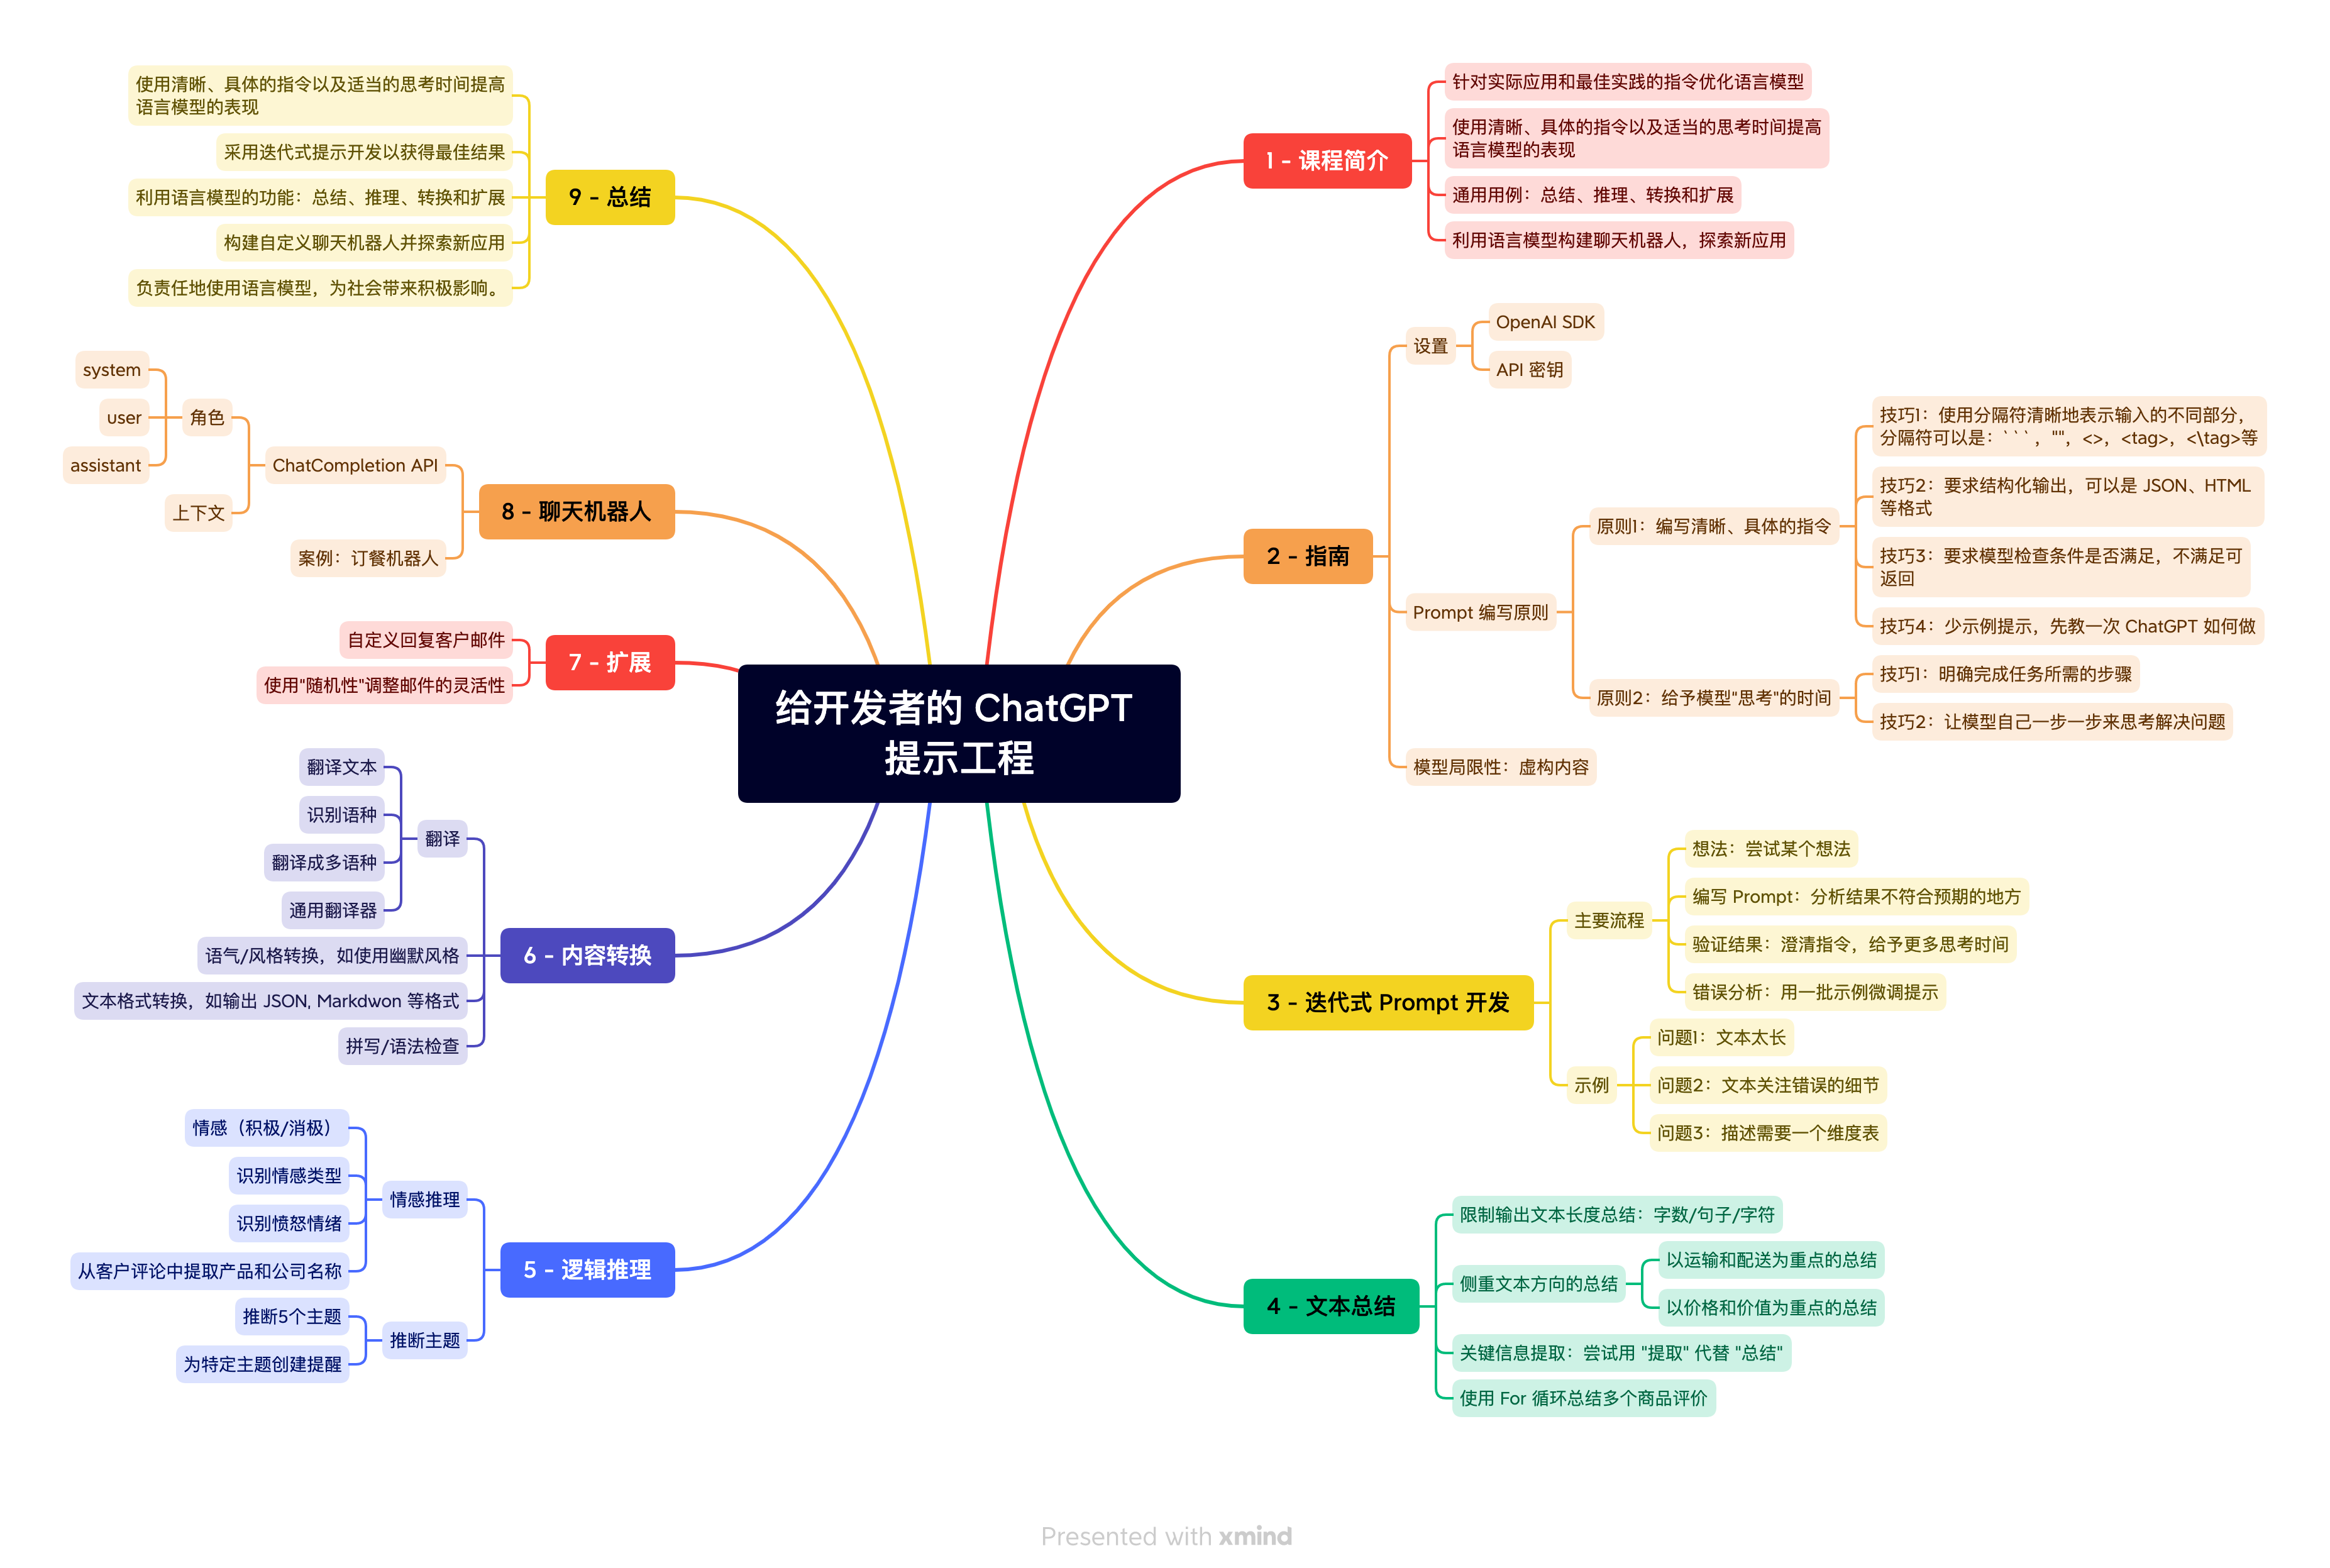 给开发者的 ChatGPT
提示工程
1 - 课程简介
针对实际应用和最佳实践的指令优化语言模型
使用清晰、具体的指令以及适当的思考时间提高
语言模型的表现
通用用例：总结、推理、转换和扩展
利用语言模型构建聊天机器人，探索新应用
2 - 指南
设置
OpenAI SDK
API 密钥
Prompt 编写原则
原则1：编写清晰、具体的指令
技巧1：使用分隔符清晰地表示输入的不同部分，
分隔符可以是：```，""，<>，<tag>，<\tag>等
技巧2：要求结构化输出，可以是 JSON、HTML
等格式
技巧3：要求模型检查条件是否满足，不满足可
返回
技巧4：少示例提示，先教一次 ChatGPT 如何做
原则2：给予模型"思考"的时间
技巧1：明确完成任务所需的步骤
技巧2：让模型自己一步一步来思考解决问题
模型局限性：虚构内容
3 - 迭代式 Prompt 开发
主要流程
想法：尝试某个想法
编写 Prompt：分析结果不符合预期的地方
验证结果：澄清指令，给予更多思考时间
错误分析：用一批示例微调提示
示例
问题1：文本太长
问题2：文本关注错误的细节
问题3：描述需要一个维度表
4 - 文本总结
限制输出文本长度总结：字数/句子/字符
侧重文本方向的总结
以运输和配送为重点的总结
以价格和价值为重点的总结
关键信息提取：尝试用 "提取" 代替 "总结"
使用 For 循环总结多个商品评价
5 - 逻辑推理
情感推理
情感（积极/消极）
识别情感类型
识别愤怒情绪
从客户评论中提取产品和公司名称
推断主题
推断5个主题
为特定主题创建提醒
6 - 内容转换
翻译
翻译文本
识别语种
翻译成多语种
通用翻译器
语气/风格转换，如使用幽默风格
文本格式转换，如输出 JSON, Markdwon 等格式
拼写/语法检查
7 - 扩展
自定义回复客户邮件
使用"随机性"调整邮件的灵活性
8 - 聊天机器人
ChatCompletion API
角色
system
user
assistant
上下文
案例：订餐机器人
9 - 总结
使用清晰、具体的指令以及适当的思考时间提高
语言模型的表现
采用迭代式提示开发以获得最佳结果
利用语言模型的功能：总结、推理、转换和扩展
构建自定义聊天机器人并探索新应用
负责任地使用语言模型，为社会带来积极影响。
Presented with xmind